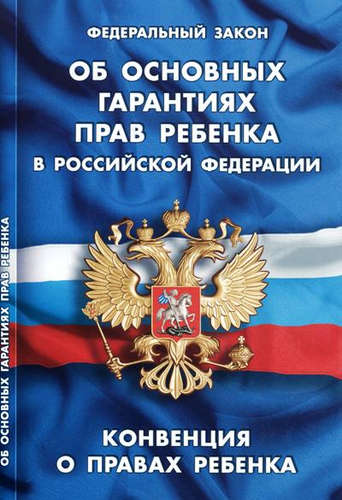 ФЕДЕРАЛЬНЫЙ ЗАКОН
ОБ ОСНОВНЫХ
ГАРАНТИЯХ
ПРАВ РЕБЕНКА
В РОССИЙСКОЙ ФЕДЕРАЦИИ
КОНВЕНЦИЯ
О ПРАВАХ РЕБЕНКА
ОБ ОСНОВНЫХ ГАРАНТИЯХ ПРАВ РЕБЕНКА